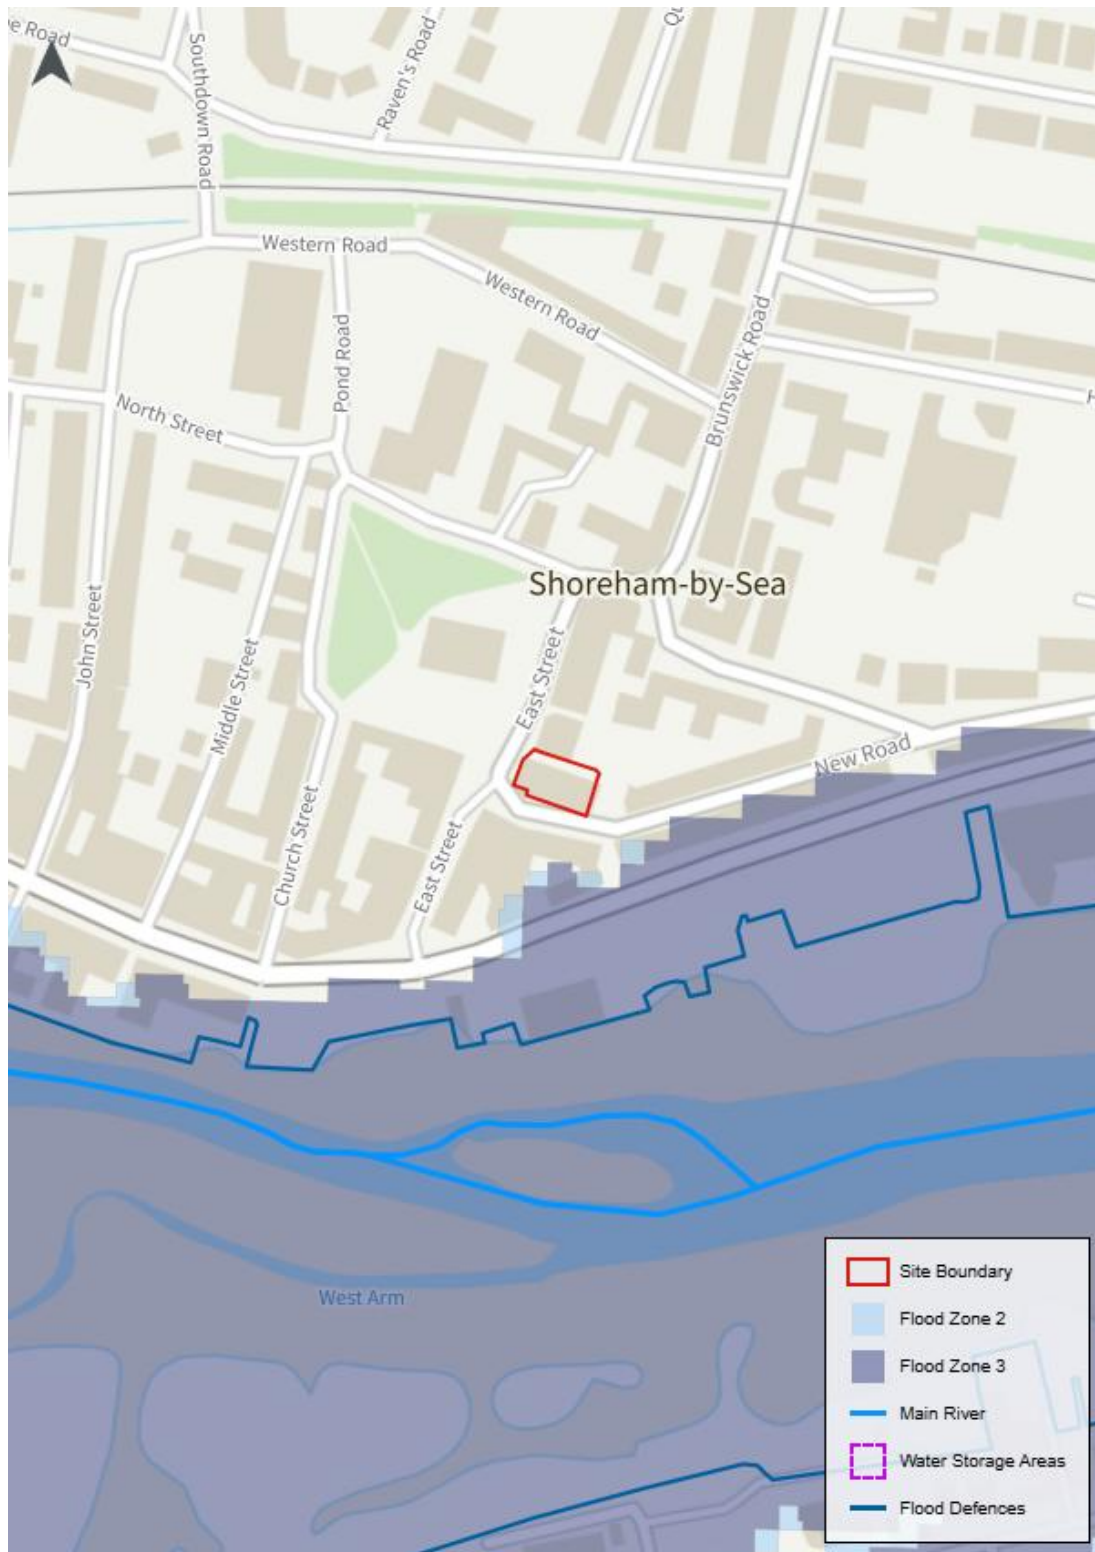 Southdown Road
Raven's Road
Western Road
Western Road
Pond Road
Brunswick Road
North Street
Shoreham-by-Sea
John Street
Middle Street
East Street
Church Street
East Street
New Road
West Arm
Site Boundary
Flood Zone 2
Flood Zone 3
Main River
Water Storage Areas
Flood Defences